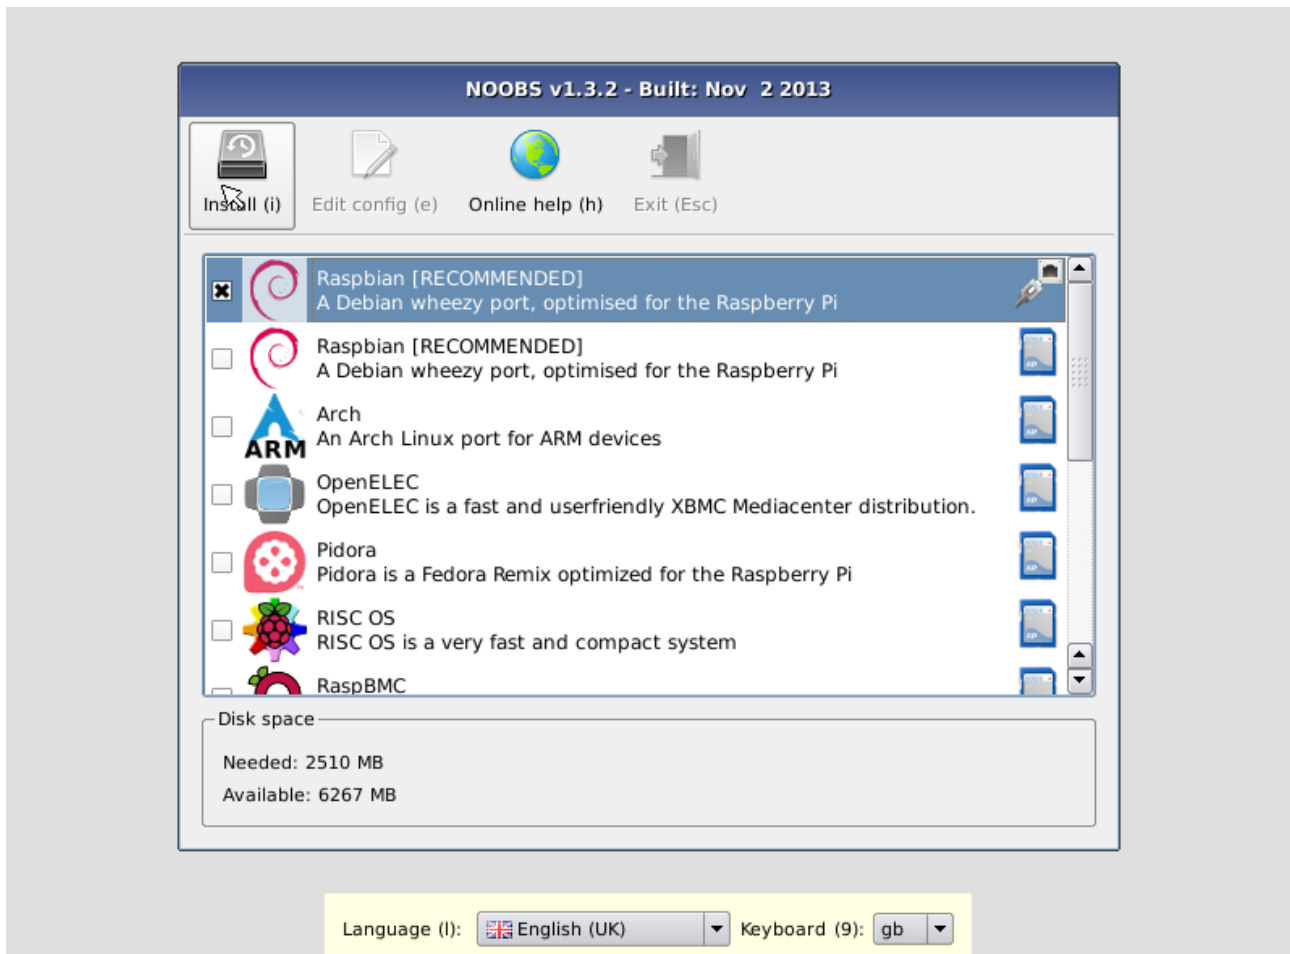 NOOBS v1.3.2 - Built: Nov  2 2013
Install (i) Edit config (e) Online help (h) Exit (Esc)
Raspbian [RECOMMENDED]
A Debian wheezy port, optimised for the Raspberry Pi
Raspbian [RECOMMENDED]
A Debian wheezy port, optimised for the Raspberry Pi
Arch
ARM
An Arch Linux port for ARM devices
OpenELEC
OpenELEC is a fast and userfriendly XBMC Mediacenter distribution.
Pidora
Pidora is a Fedora Remix optimized for the Raspberry Pi
RISC OS
RISC OS is a very fast and compact system
RaspBMC
Disk space
Needed: 2510 MB
Available: 6267 MB
Language (l): English (UK) Keyboard (9): gb